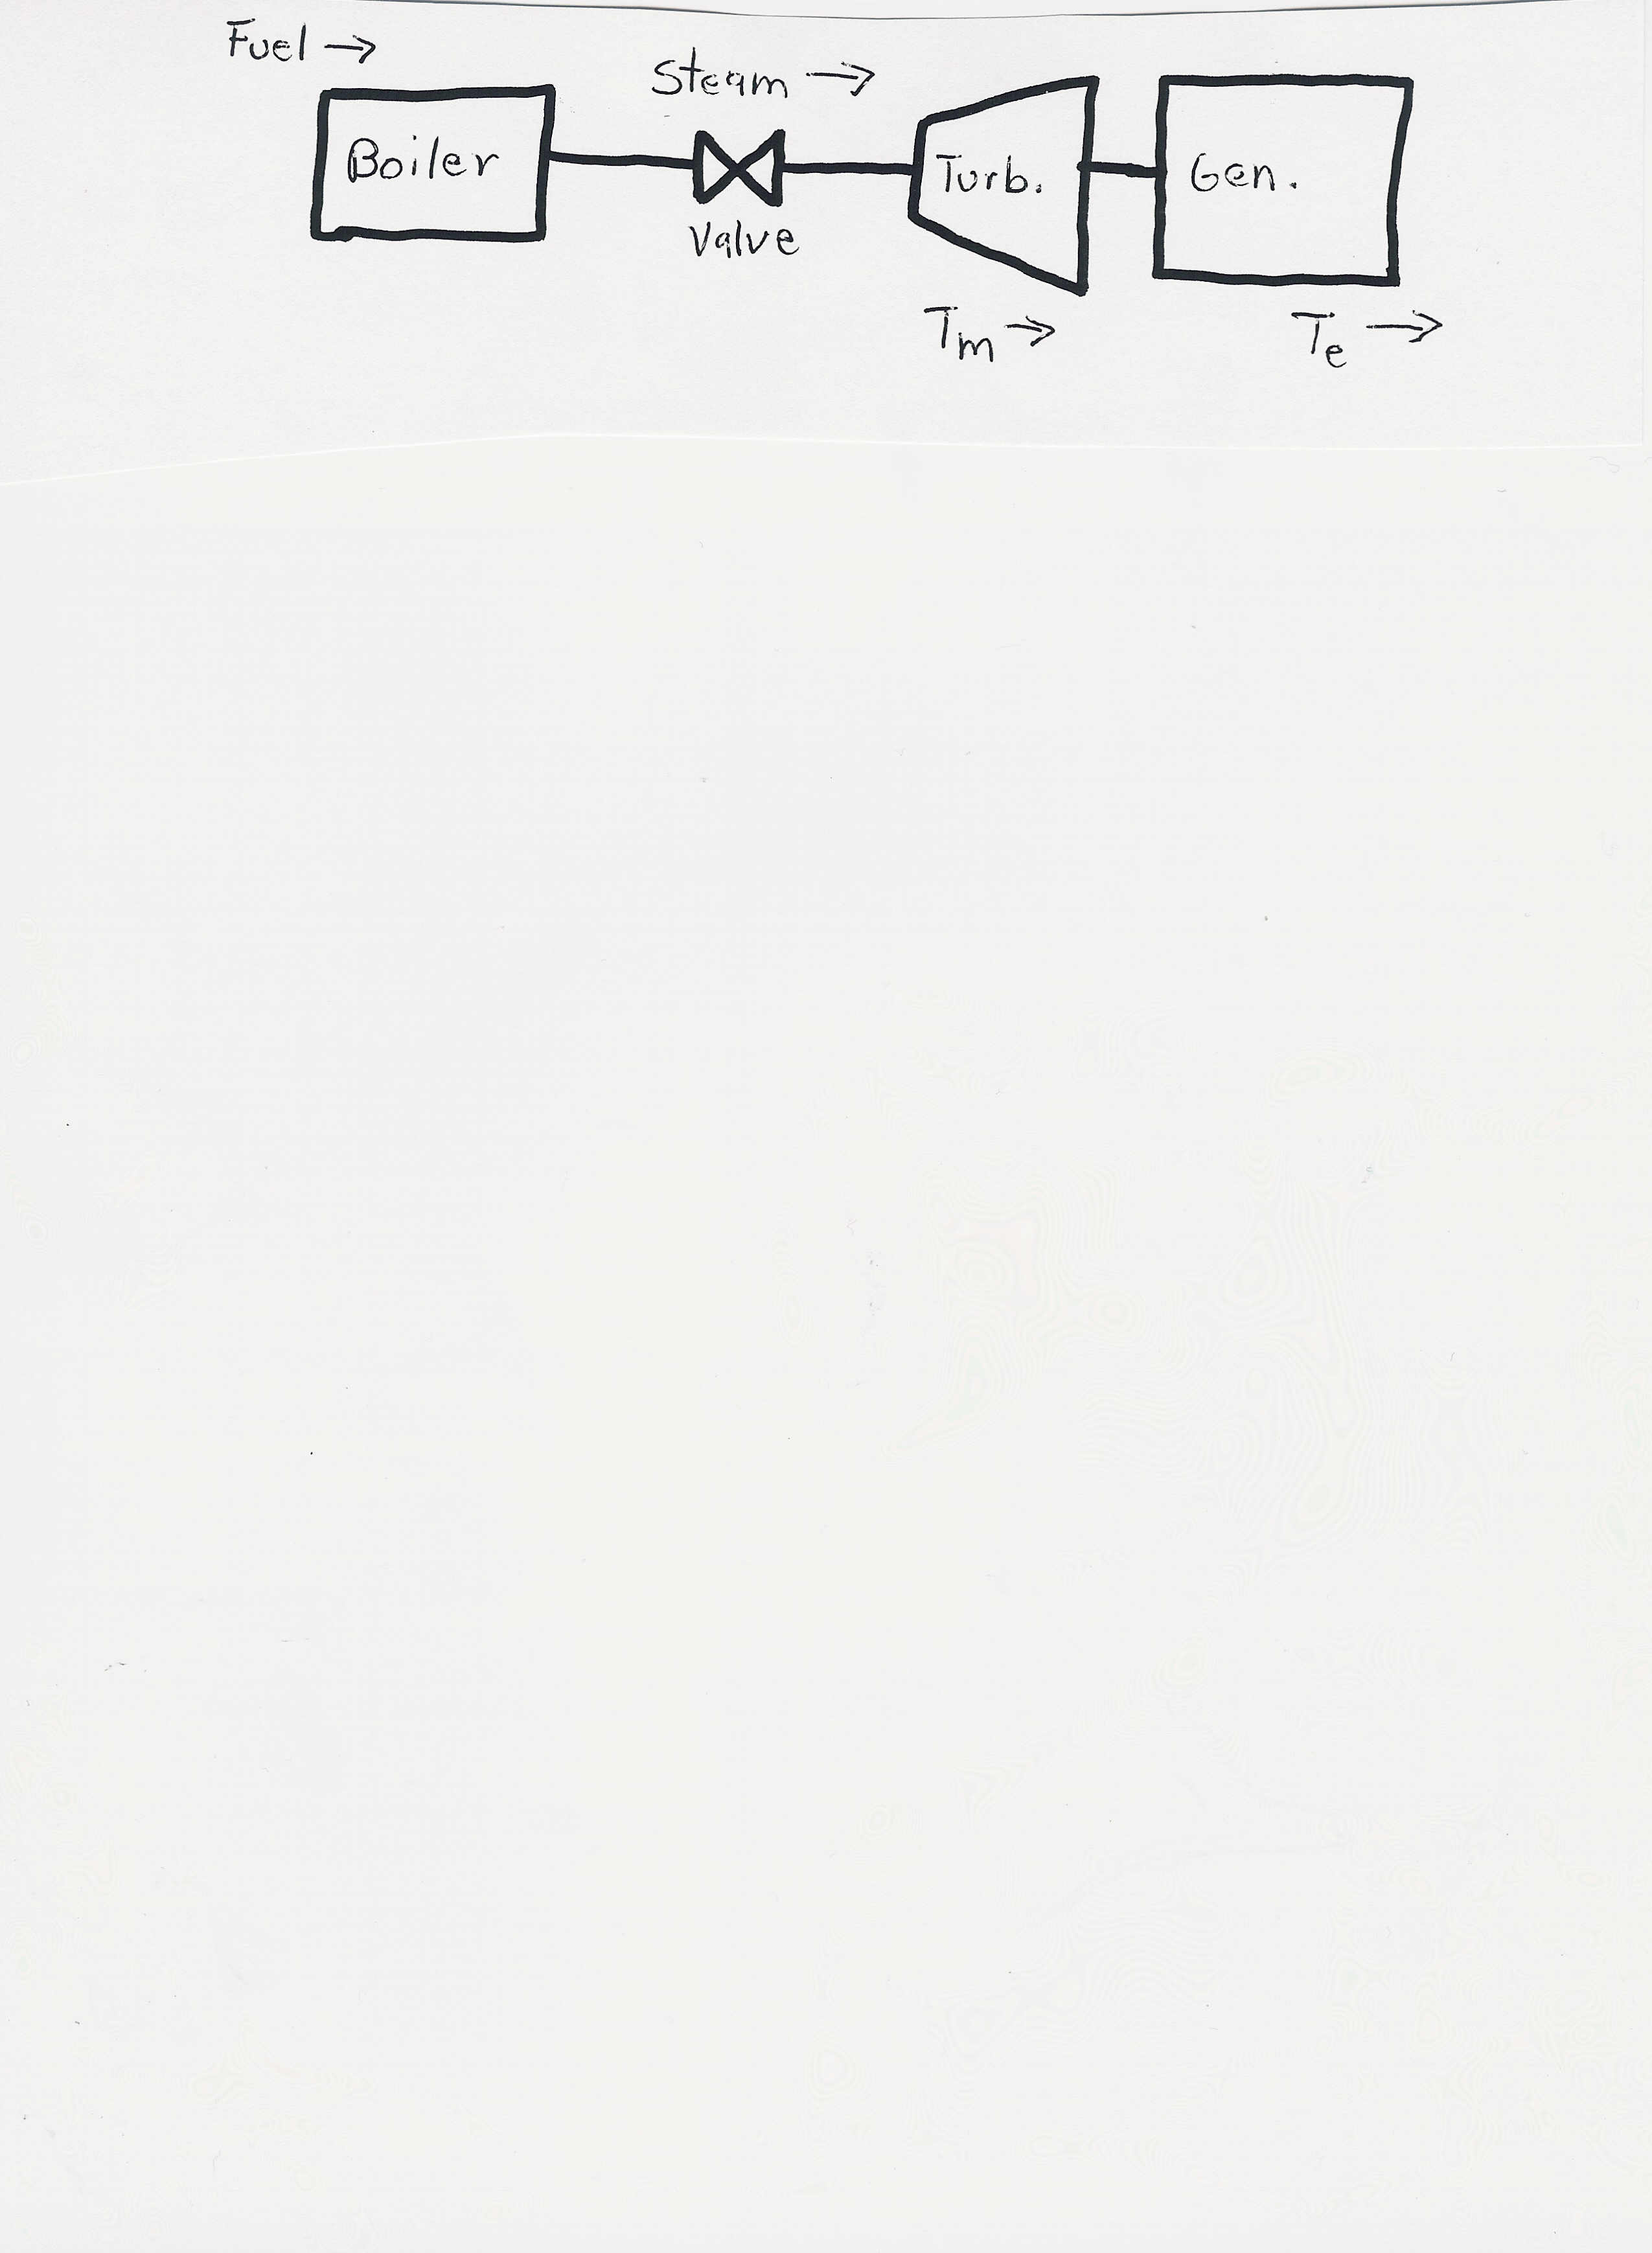 Fuel →
Steam →
Boiler
Turb.
Gen.
Valve
Tm →
Te →